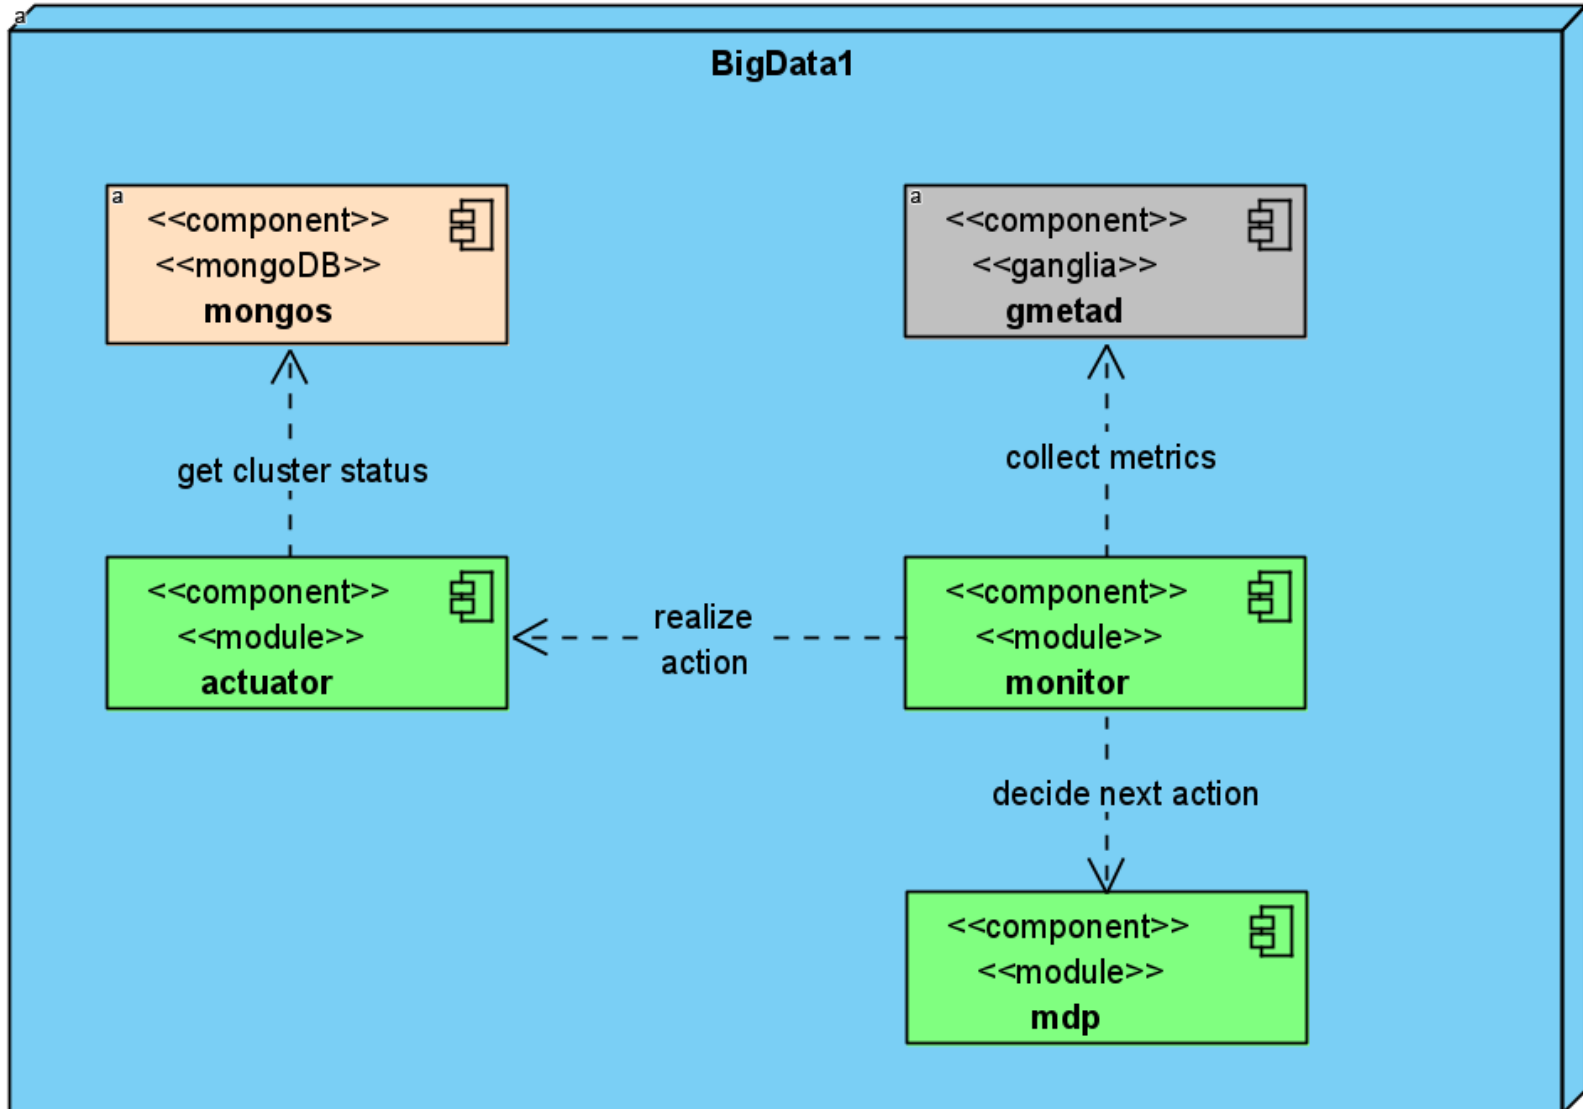 a
BigData1
a
<<component>>
<<mongoDB>>
mongos
a
<<component>>
<<ganglia>>
gmetad
get cluster status
collect metrics
<<component>>
<<module>>
actuator
realize
action
<<component>>
<<module>>
monitor
decide next action
<<component>>
<<module>>
mdp